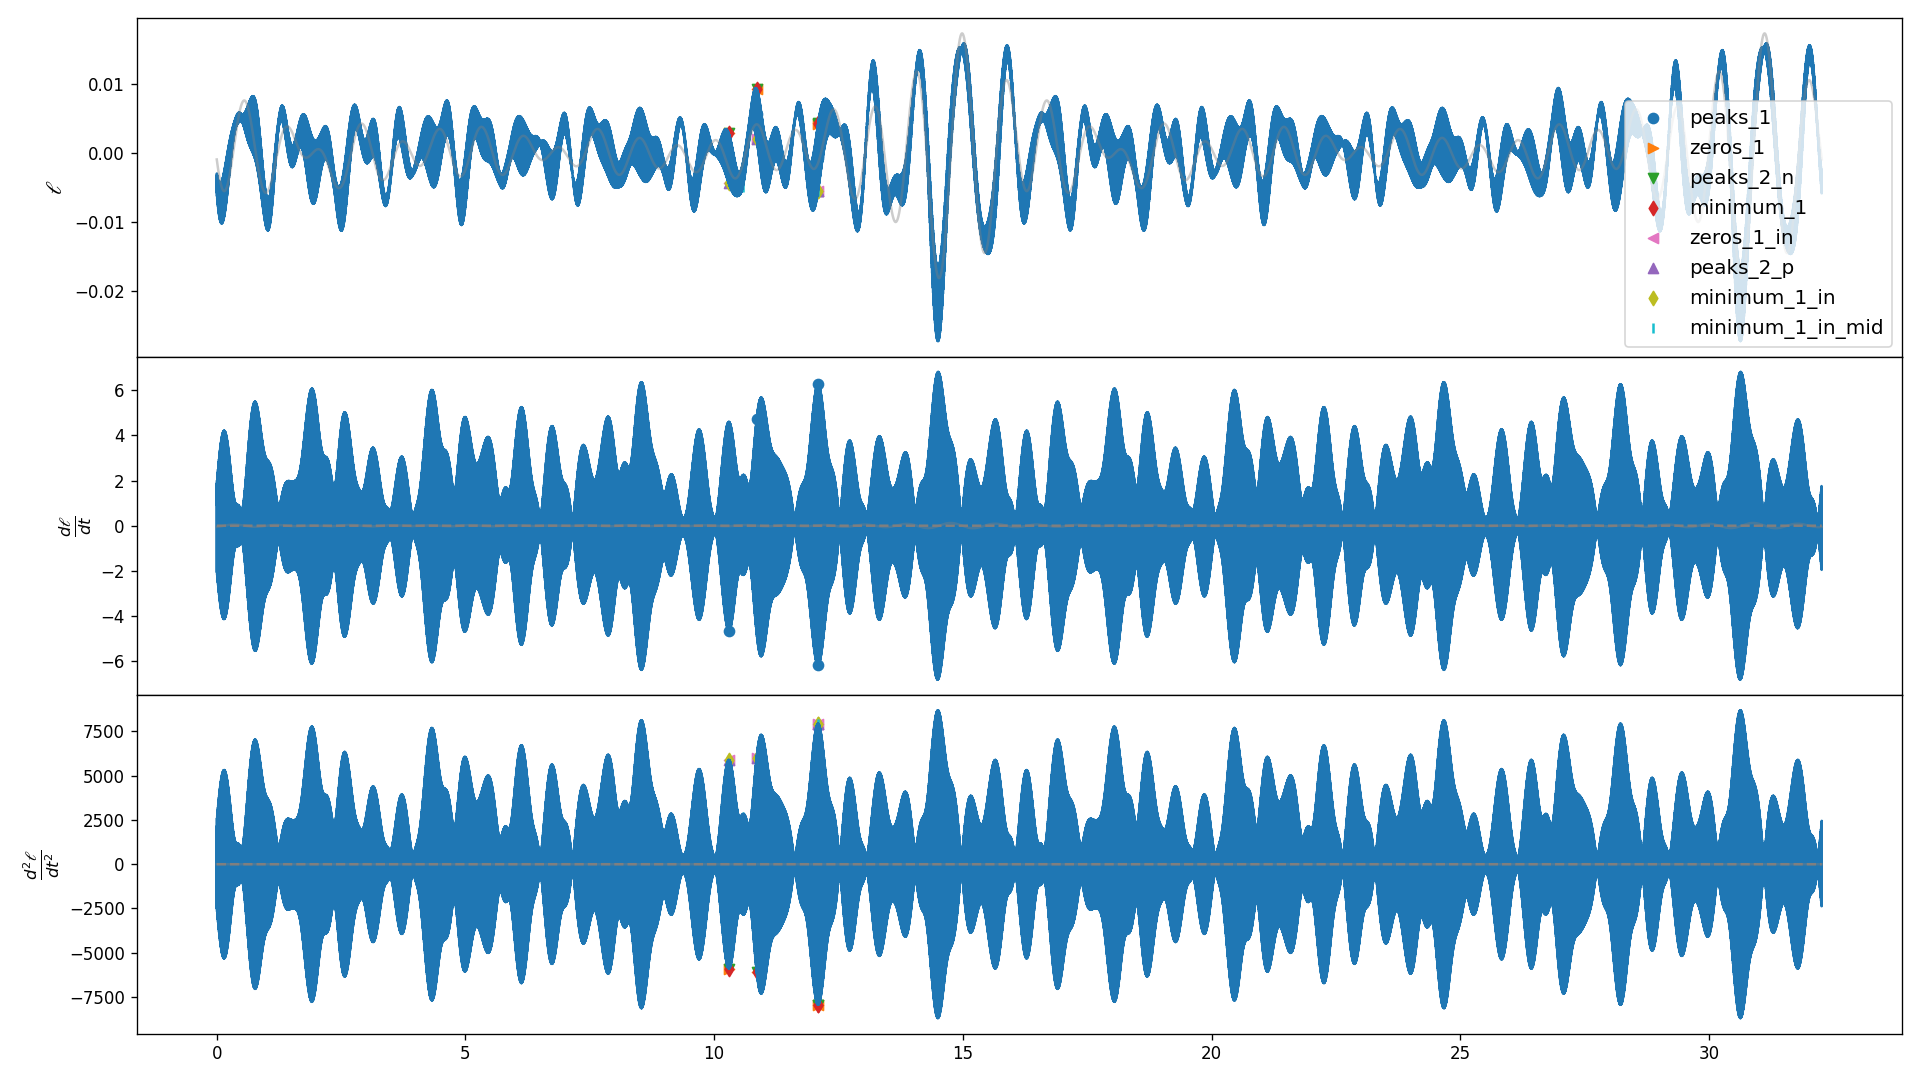 0.01
0.00
−0.01
−0.02
ℓ
peaks_1
zeros_1
peaks_2_n
minimum_1
zeros_1_in
peaks_2_p
minimum_1_in
minimum_1_in_mid
6
4
2
0
−2
−4
−6
dℓ
dt
7500
5000
2500
0
−2500
−5000
−7500
d²ℓ
dt²
0 5 10 15 20 25 30